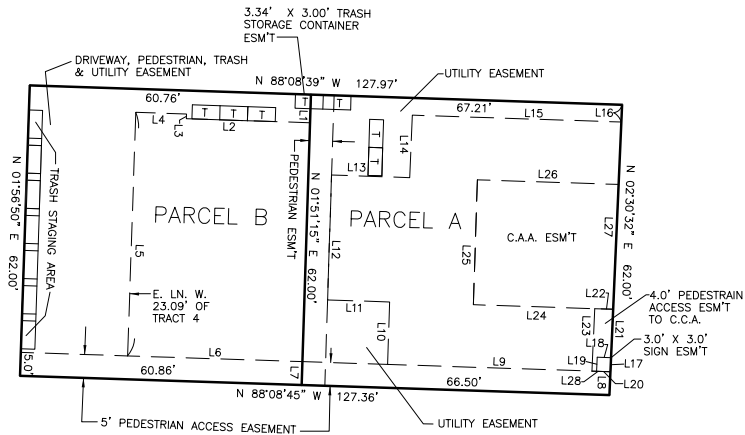 3.34' X 3.00' TRASH
STORAGE CONTAINER
ESM'T
DRIVEWAY, PEDESTRIAN, TRASH
& UTILITY EASEMENT
UTILITY EASEMENT
N 88°08'39" W 127.97'
60.76'
67.21'
T
T
L1
L15
L16
L4
L3
L2
T T T
T
T
L14
L13
L26
PEDESTRIAN ESM'T
N 01°51'15" E 62.00'
N 01°56'50" E 62.00'
TRASH STAGING AREA
N 02°30'32" E 62.00'
L27
PARCEL B
PARCEL A
C.A.A. ESM'T
L5
L12
L25
L22
E. LN. W.
23.09' OF
TRACT 4
L11
L10
L24
L23
L21
4.0' PEDESTRAIN
ACCESS ESM'T
TO C.C.A.
L18
3.0' X 3.0'
SIGN ESM'T
L19
L17
L6
L7
L9
L28
L8
L20
5.0'
60.86'
66.50'
N 88°08'45" W 127.36'
5' PEDESTRIAN ACCESS EASEMENT
UTILITY EASEMENT